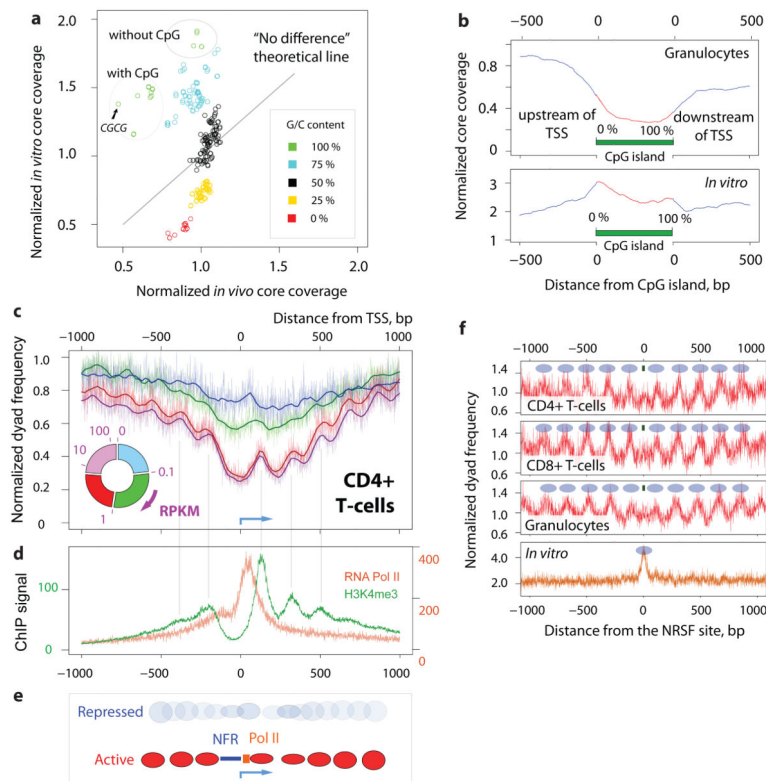 a
without CpG
with CpG
CGCG
"No difference"
theoretical line
G/C content
100 %
75 %
50 %
25 %
0 %
Normalized in vitro core coverage
2.0
1.5
1.0
0.5
0.5
1.0
1.5
2.0
Normalized in vivo core coverage
b
−500
0
0
500
Granulocytes
Normalized core coverage
0.8
0.4
0
upstream of
TSS
0 %
100 %
CpG island
downstream
of TSS
In vitro
3
2
1
0 %
100 %
CpG island
−500
0
0
500
Distance from CpG island, bp
c
Distance from TSS, bp
−1000
−500
0
500
1000
Normalized dyad frequency
1.0
0.8
0.6
0.4
0.2
0
100
0
10
0.1
1
RPKM
CD4+
T-cells
d
ChIP signal
100
0
RNA Pol II
H3K4me3
400
200
0
−1000
−500
0
500
1000
e
Repressed
NFR
Pol II
Active
f
−1000
−500
0
500
1000
Normalized dyad frequency
1.4
1.0
0.6
CD4+ T-cells
1.4
1.0
0.6
CD8+ T-cells
1.4
1.0
0.6
Granulocytes
In vitro
4.0
2.0
−1000
−500
0
500
1000
Distance from the NRSF site, bp